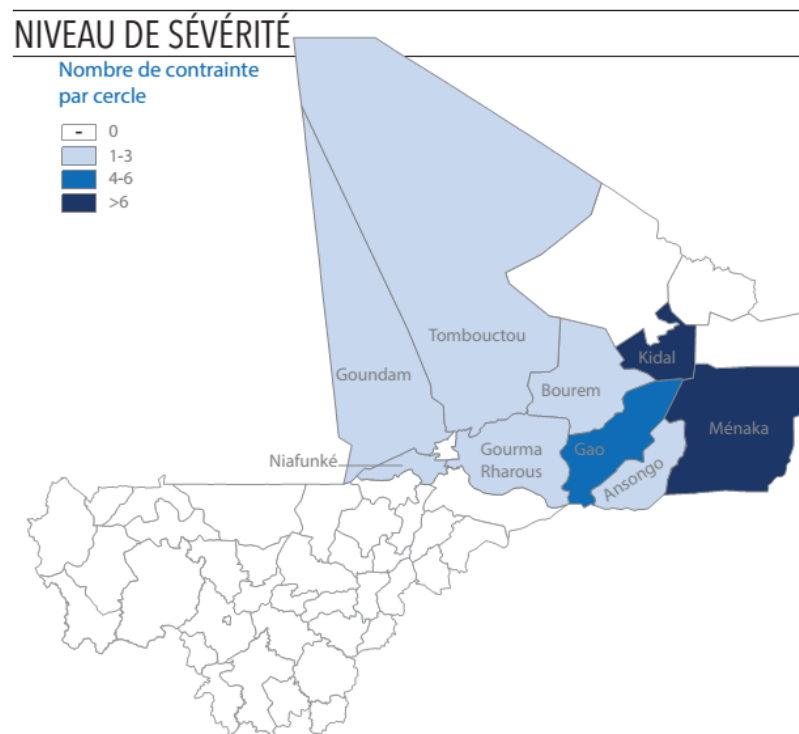 NIVEAU DE SÉVÉRITÉ
Nombre de contrainte
par cercle
- 0
1-3
4-6
>6
Tombouctou
Kidal
Goundam
Bourem
Ménaka
Niafunké
Gourma
Rharous
Gao
Ansongo